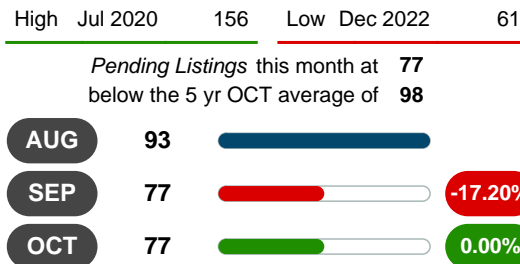 High Jul 2020 156 Low Dec 2022 61
Pending Listings this month at 77
below the 5 yr OCT average of 98
AUG 93
SEP 77 -17.20%
OCT 77 0.00%